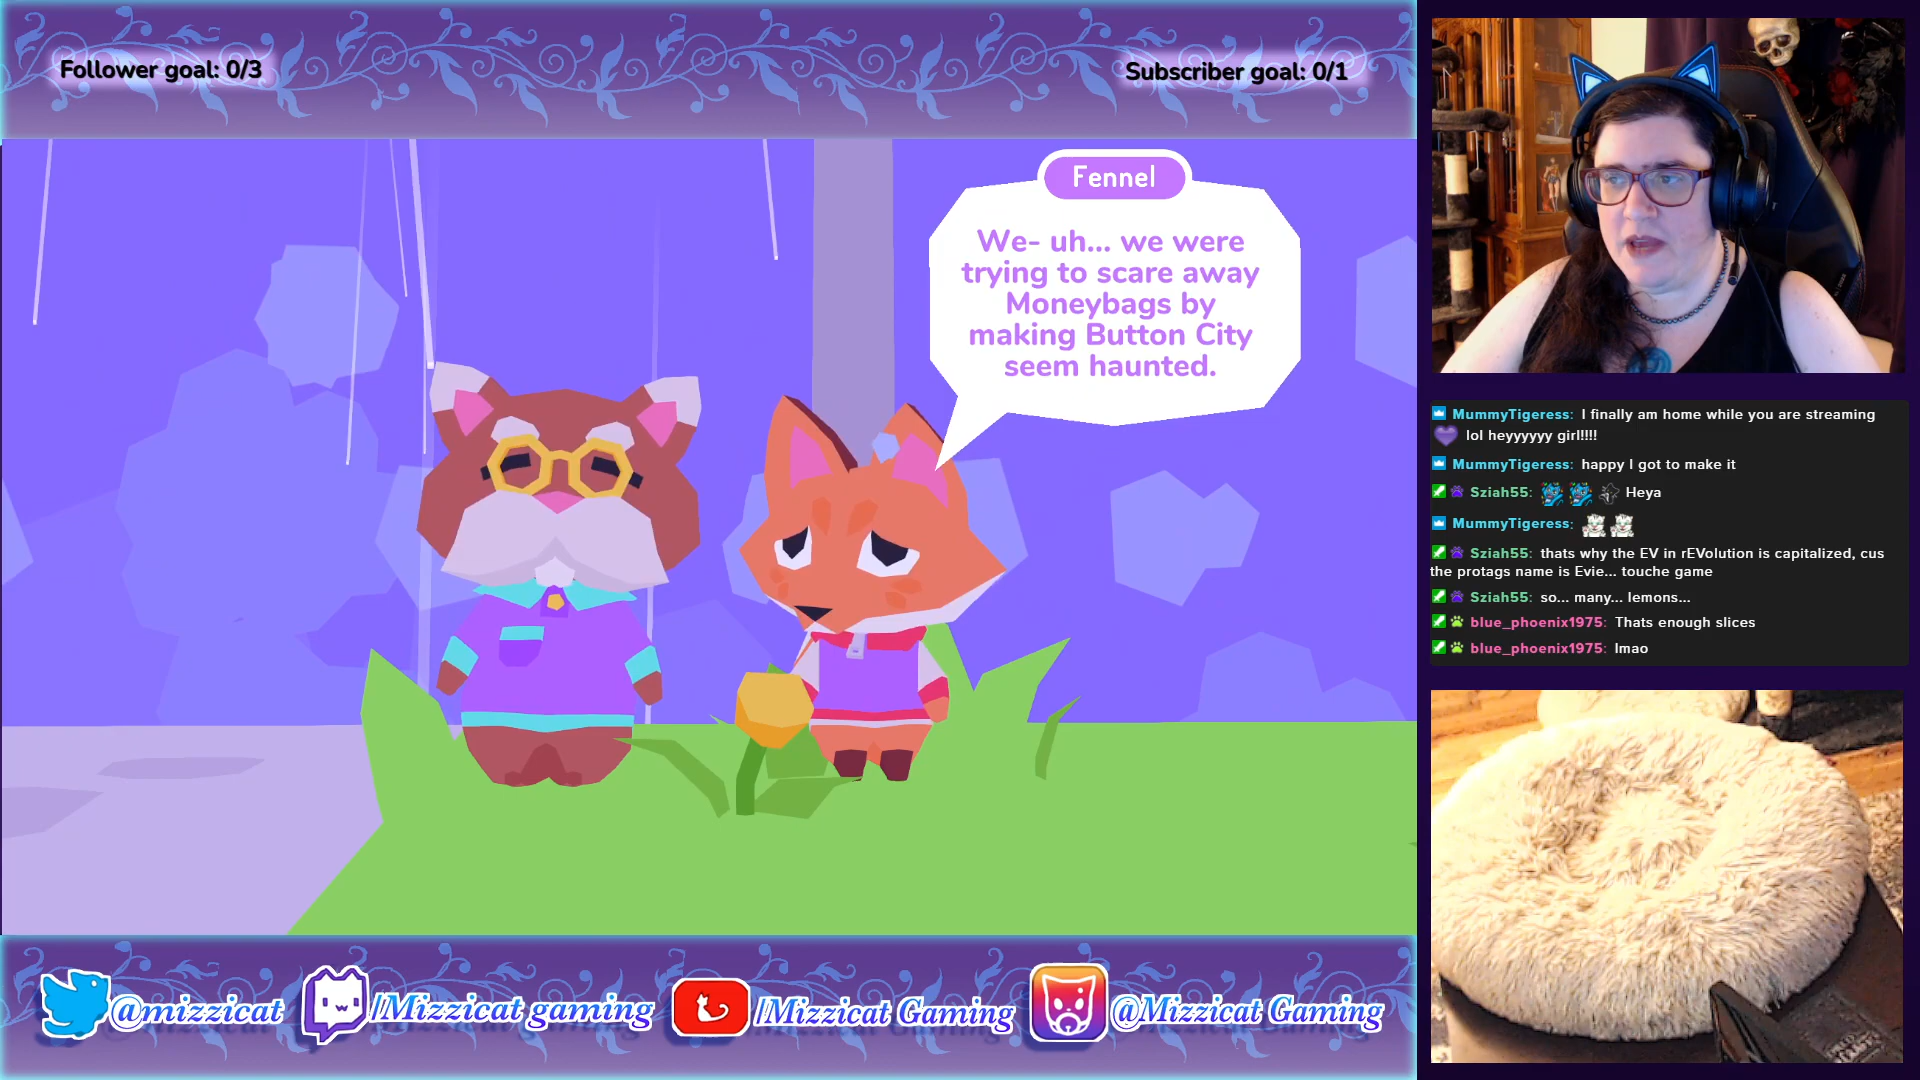 Follower goal: 0/3
Subscriber goal: 0/1
Fennel
We- uh... we were
trying to scare away
Moneybags by
making Button City
seem haunted.
MummyTigeress: I finally am home while you are streaming
lol heyyyyyy girl!!!!
MummyTigeress: happy I got to make it
Sziah55: Heya
MummyTigeress:
Sziah55: thats why the EV in rEVolution is capitalized, cus
the protags name is Evie... touche game
Sziah55: so... many... lemons...
blue_phoenix1975: Thats enough slices
blue_phoenix1975: lmao
@mizzicat
/Mizzicat gaming
/Mizzicat Gaming
@Mizzicat Gaming